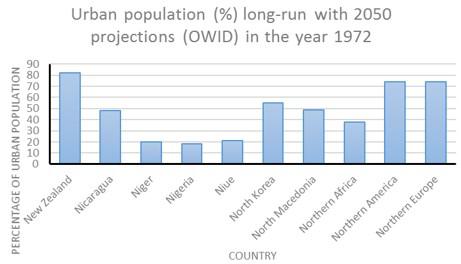 Urban population (%) long-run with 2050
projections (OWID) in the year 1972
PERCENTAGE OF URBAN POPULATION
90
80
70
60
50
40
30
20
10
0
New Zealand
Nicaragua
Niger
Nigeria
Niue
North Korea
North Macedonia
Northern Africa
Northern America
Northern Europe
COUNTRY